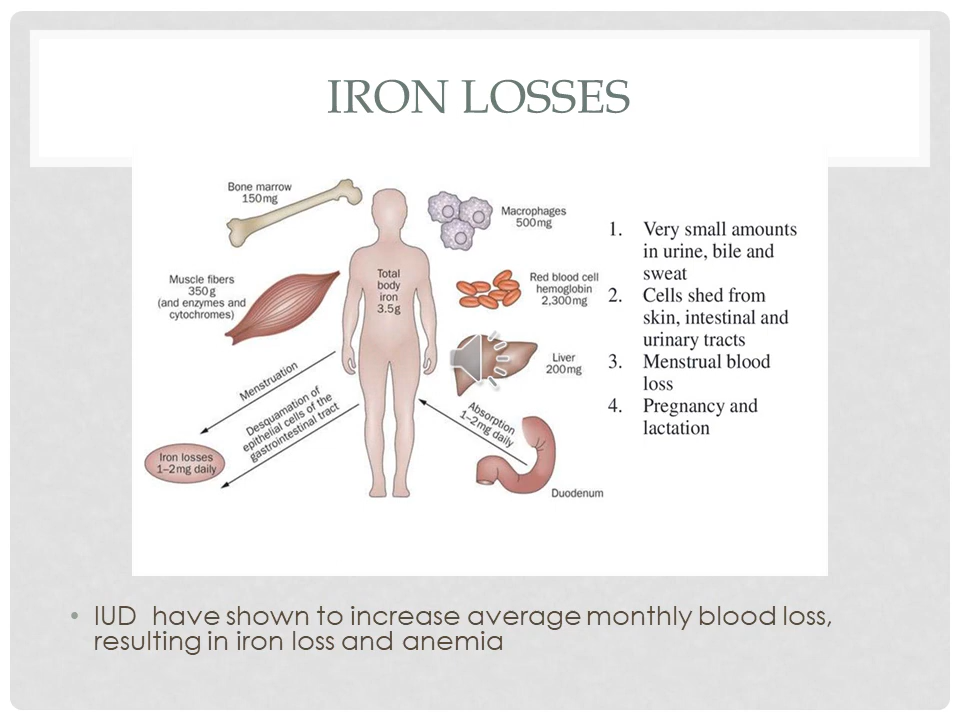 IRON LOSSES
Bone marrow
150mg
Macrophages
500mg
Muscle fibers
350g
(and enzymes and
cytochromes)
Total
body
iron
3.5g
Red blood cell
hemoglobin
2,300mg
Liver
200mg
Menstruation
Desquamation of
epithelial cells of the
gastrointestinal tract
Absorption
1–2mg daily
Iron losses
1–2mg daily
Duodenum
1. Very small amounts
in urine, bile and
sweat
2. Cells shed from
skin, intestinal and
urinary tracts
3. Menstrual blood
loss
4. Pregnancy and
lactation
• IUD have shown to increase average monthly blood loss,
resulting in iron loss and anemia